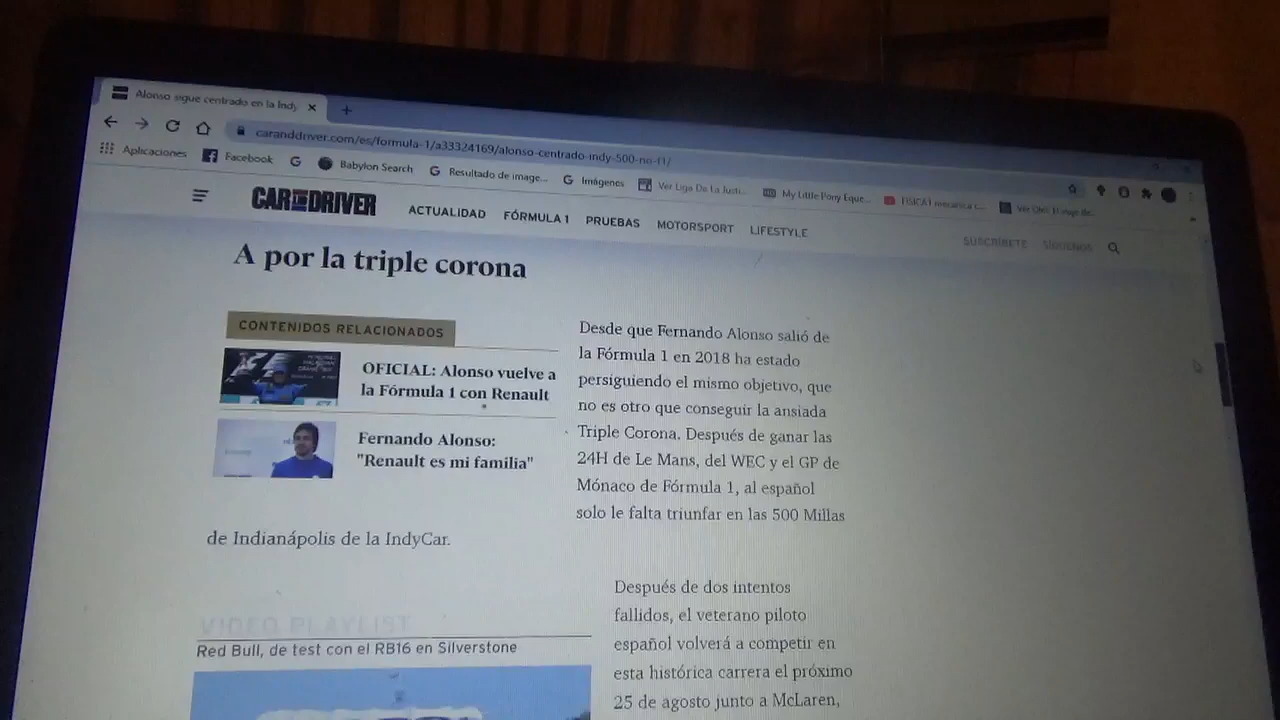 Alonso sigue centrado en la Indy
caranddriver.com/es/formula-1/a33324169/alonso-centrado-indy-500-no-f1/
Aplicaciones Facebook Babylon Search Resultado de image... Imágenes Ver Liga De La Justi... My Little Pony Eque... FISICA1 mecanica c...
CAR AND DRIVER ACTUALIDAD FÓRMULA 1 PRUEBAS MOTORSPORT LIFESTYLE SUSCRÍBETE SÍGUENOS
A por la triple corona
CONTENIDOS RELACIONADOS
OFICIAL: Alonso vuelve a
la Fórmula 1 con Renault
Fernando Alonso:
"Renault es mi familia"
Desde que Fernando Alonso salió de
la Fórmula 1 en 2018 ha estado
persiguiendo el mismo objetivo, que
no es otro que conseguir la ansiada
Triple Corona. Después de ganar las
24H de Le Mans, del WEC y el GP de
Mónaco de Fórmula 1, al español
solo le falta triunfar en las 500 Millas
de Indianápolis de la IndyCar.
VIDEO PLAYLIST
Red Bull, de test con el RB16 en Silverstone
Después de dos intentos
fallidos, el veterano piloto
español volverá a competir en
esta histórica carrera el próximo
25 de agosto junto a McLaren,